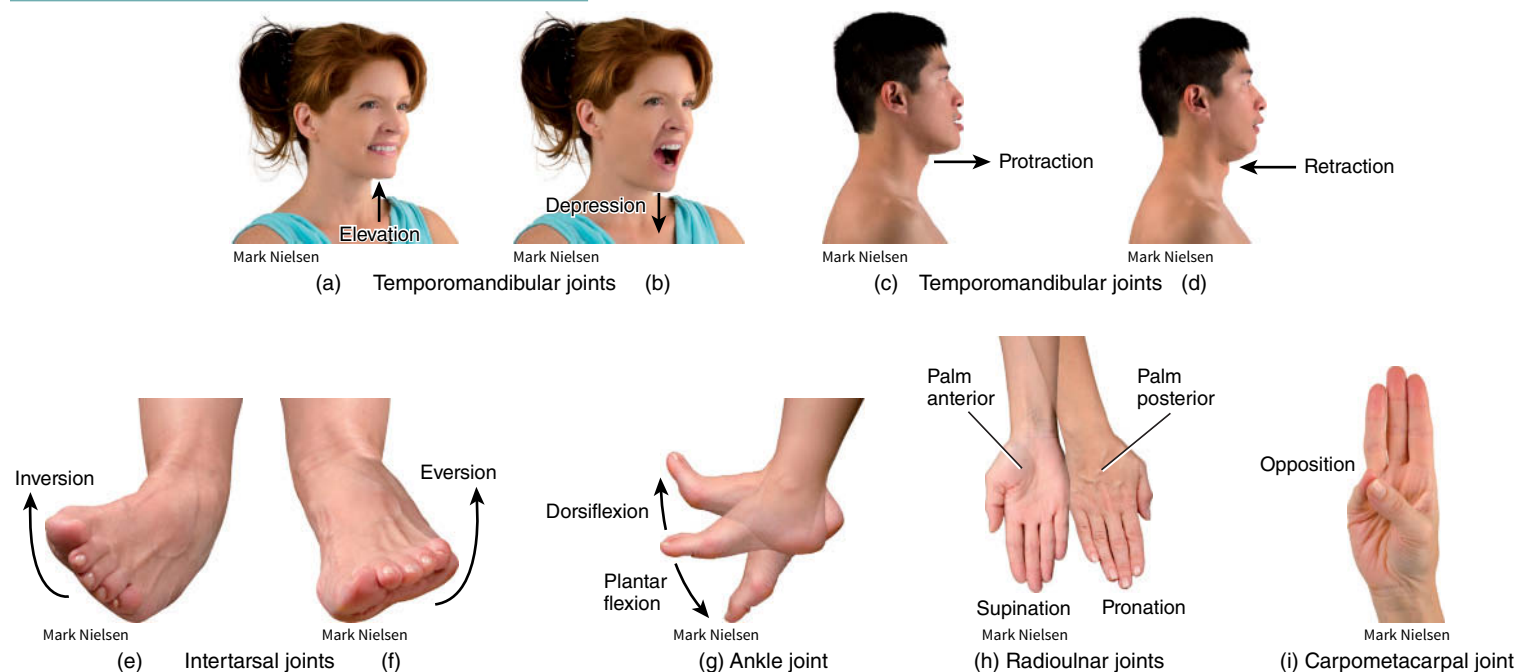 Elevation
Depression
Protraction
Retraction
Mark Nielsen
Mark Nielsen
Mark Nielsen
Mark Nielsen
(a) Temporomandibular joints (b)
(c) Temporomandibular joints (d)
Inversion
Eversion
Dorsiflexion
Plantar
flexion
Palm
anterior
Palm
posterior
Supination
Pronation
Opposition
Mark Nielsen
Mark Nielsen
Mark Nielsen
Mark Nielsen
Mark Nielsen
(e) Intertarsal joints (f)
(g) Ankle joint
(h) Radioulnar joints
(i) Carpometacarpal joint